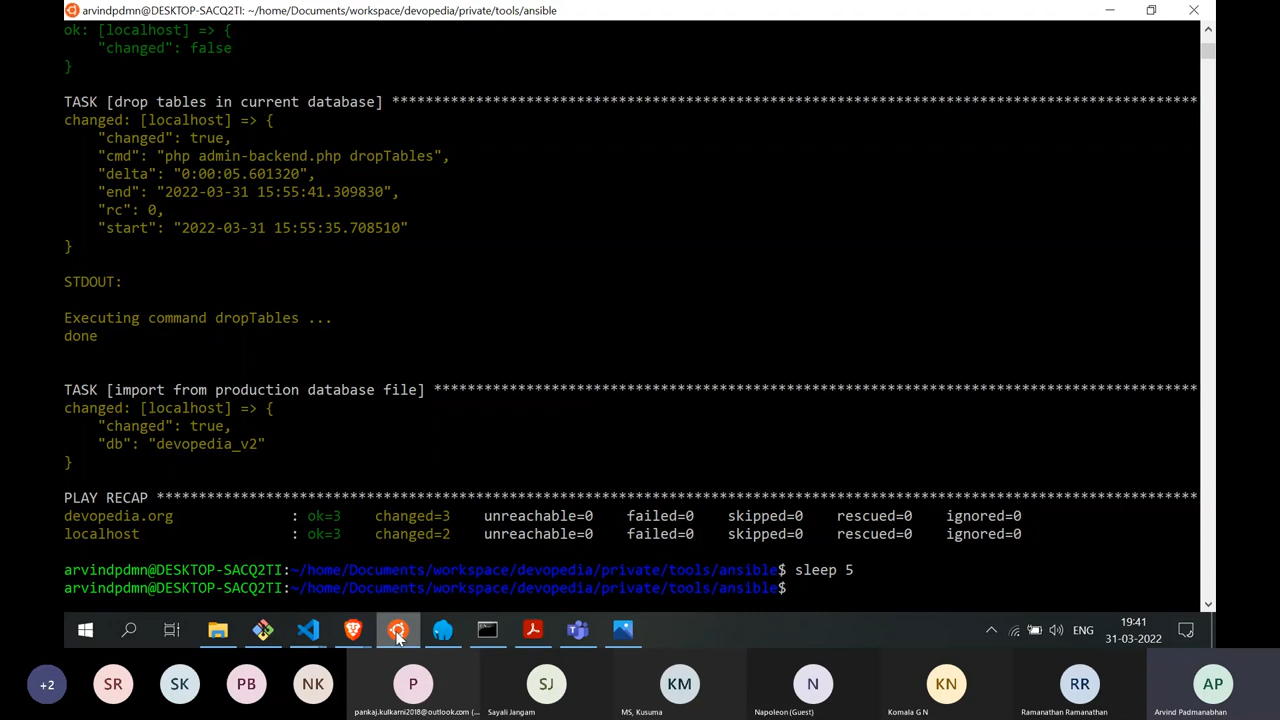 arvindpdmn@DESKTOP-SACQ2TI: ~/home/Documents/workspace/devopedia/private/tools/ansible
ok: [localhost] => {
"changed": false
}
TASK [drop tables in current database] ************************************************************************************************
changed: [localhost] => {
"changed": true,
"cmd": "php admin-backend.php dropTables",
"delta": "0:00:05.601320",
"end": "2022-03-31 15:55:41.309830",
"rc": 0,
"start": "2022-03-31 15:55:35.708510"
}
STDOUT:
Executing command dropTables ...
done
TASK [import from production database file] *******************************************************************************************
changed: [localhost] => {
"changed": true,
"db": "devopedia_v2"
}
PLAY RECAP ****************************************************************************************************************************
devopedia.org : ok=3 changed=3 unreachable=0 failed=0 skipped=0 rescued=0 ignored=0
localhost : ok=3 changed=2 unreachable=0 failed=0 skipped=0 rescued=0 ignored=0
arvindpdmn@DESKTOP-SACQ2TI:~/home/Documents/workspace/devopedia/private/tools/ansible$ sleep 5
arvindpdmn@DESKTOP-SACQ2TI:~/home/Documents/workspace/devopedia/private/tools/ansible$
ENG
19:41
31-03-2022
+2
SR
SK
PB
NK
P
SJ
KM
N
KN
RR
AP
pankaj.kulkarni2018@outlook.com (...
Sayali Jangam
MS, Kusuma
Napoleon (Guest)
Komala G N
Ramanathan Ramanathan
Arvind Padmanabhan